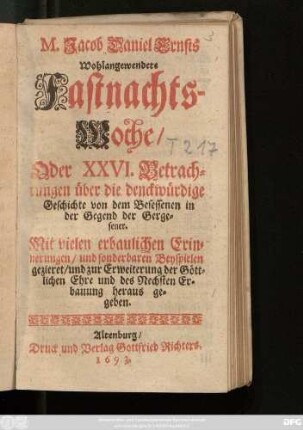 M. Jacob Daniel Ernsts
Wohlangewendete
Fastnachts-
Woche/
T 217
Oder XXVI. Betrach-
tungen über die denckwürdige
Geschichte von dem Besessenen in
der Gegend der Gerge-
sener.
Mit vielen erbaulichen Erin-
nerungen/ und sonderbaren Beyspielen
gezieret/ und zur Erweiterung der Gött-
lichen Ehre und des Nechsten Er-
bauung heraus ge-
geben.
Altenburg/
Druck und Verlag Gottfried Richters.
1693.